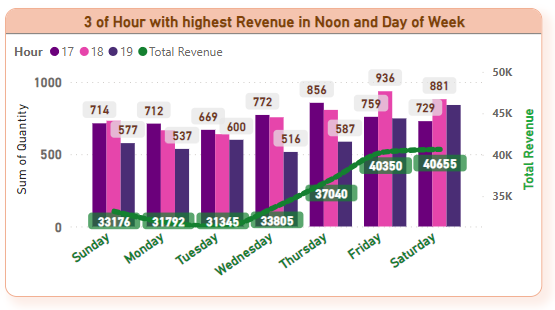 3 of Hour with highest Revenue in Noon and Day of Week
Hour 17 18 19 Total Revenue
Sum of Quantity
1000
500
0
714
577
712
537
669
600
772
516
856
587
759
936
729
881
33176
31792
31345
33805
37040
40350
40655
50K
45K
40K
35K
Total Revenue
Sunday
Monday
Tuesday
Wednesday
Thursday
Friday
Saturday